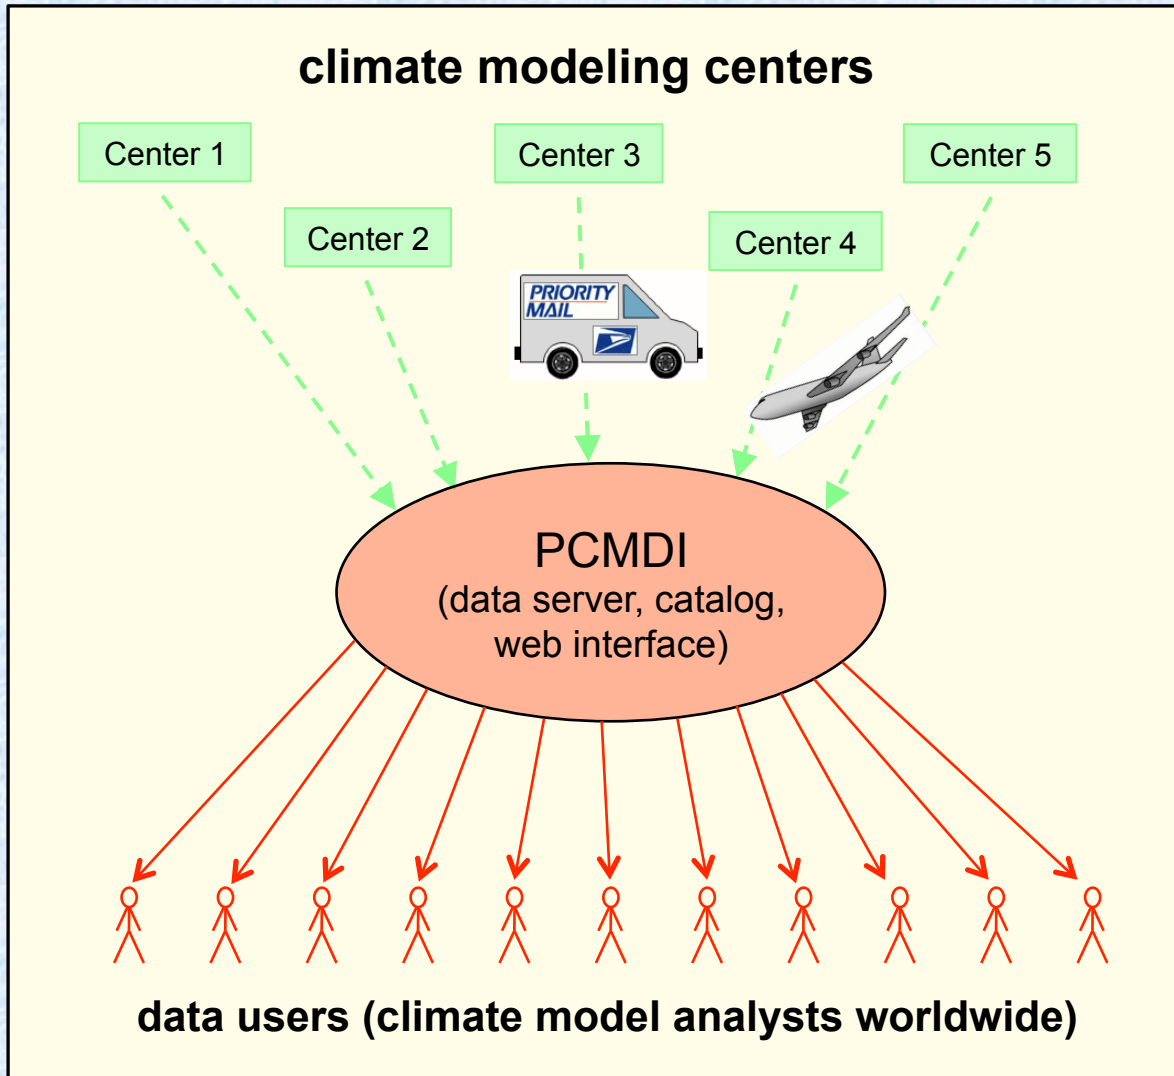 climate modeling centers
Center 1
Center 3
Center 5
Center 2
Center 4
PRIORITY
MAIL
PCMDI
(data server, catalog,
web interface)
data users (climate model analysts worldwide)